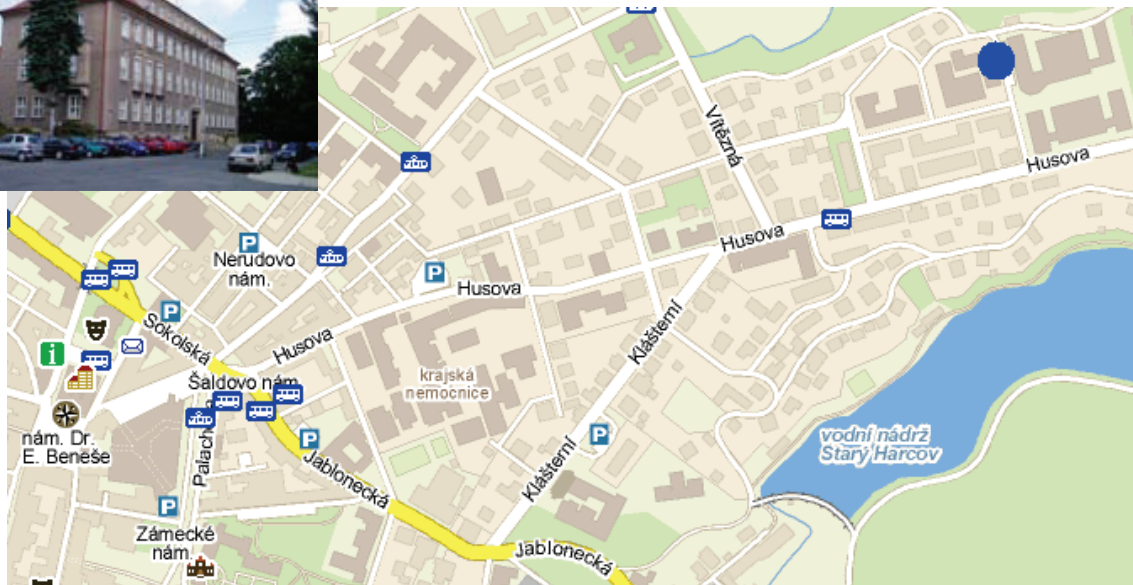 Vítězná
Husova
Husova
Nerudovo
nám.
Husova
Sokolská
Husova
Klášterní
Šaldovo nám.
krajská
nemocnice
nám. Dr.
E. Beneše
vodní nádrž
Starý Harcov
Jablonecká
Klášterní
Zámecké
nám.
Jablonecká
P
P
P
P
P
P
i